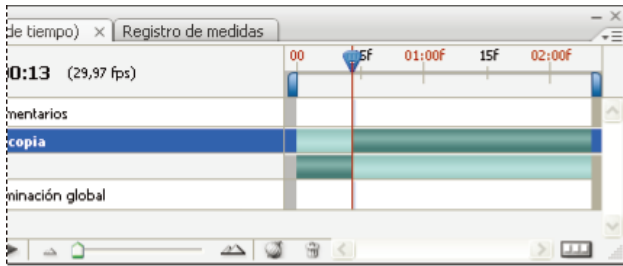 de tiempo) × Registro de medidas
00 15f 01:00f 15f 02:00f
0:13 (29,97 fps)
mentarios
copia
minación global